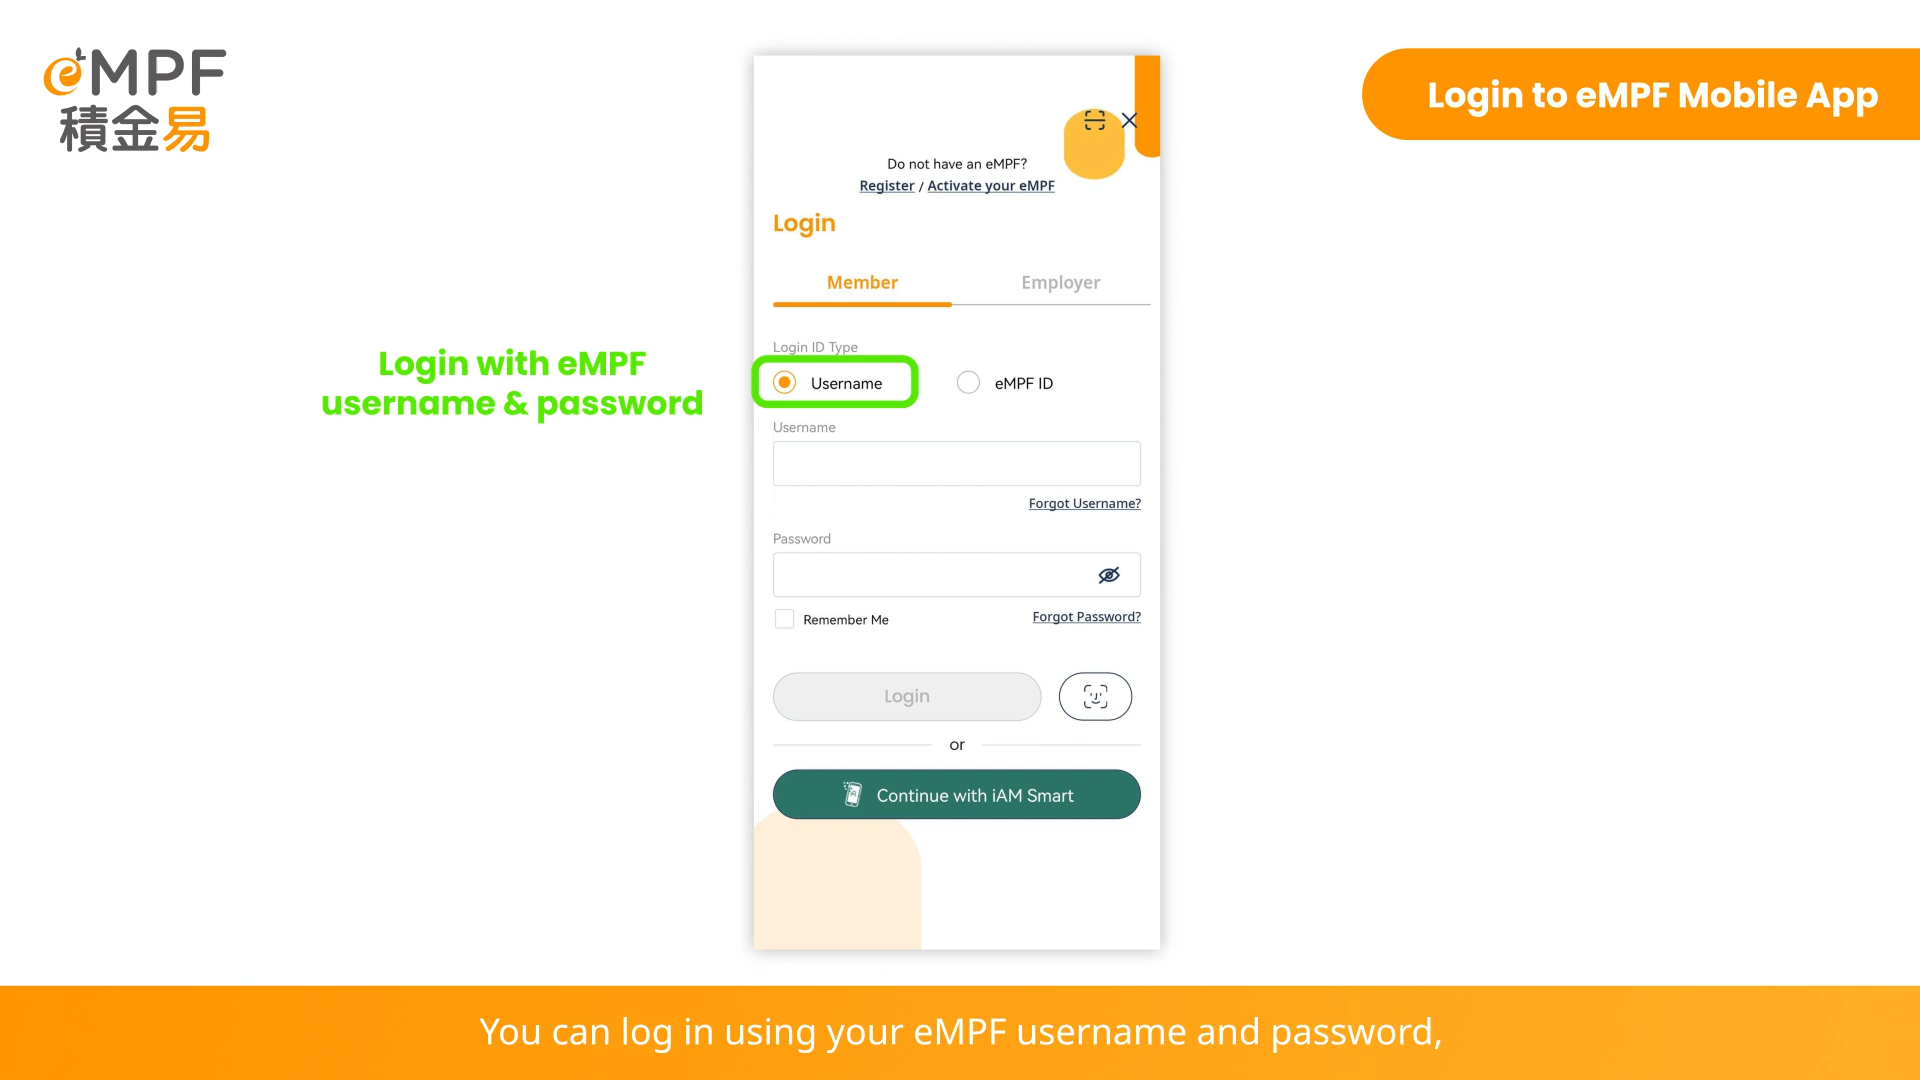 eMPF
積金易
Login to eMPF Mobile App
Do not have an eMPF?
Register / Activate your eMPF
Login
Member Employer
Login ID Type
Username eMPF ID
Login with eMPF
username & password
Username
Forgot Username?
Password
Remember Me Forgot Password?
Login
or
Continue with iAM Smart
You can log in using your eMPF username and password,